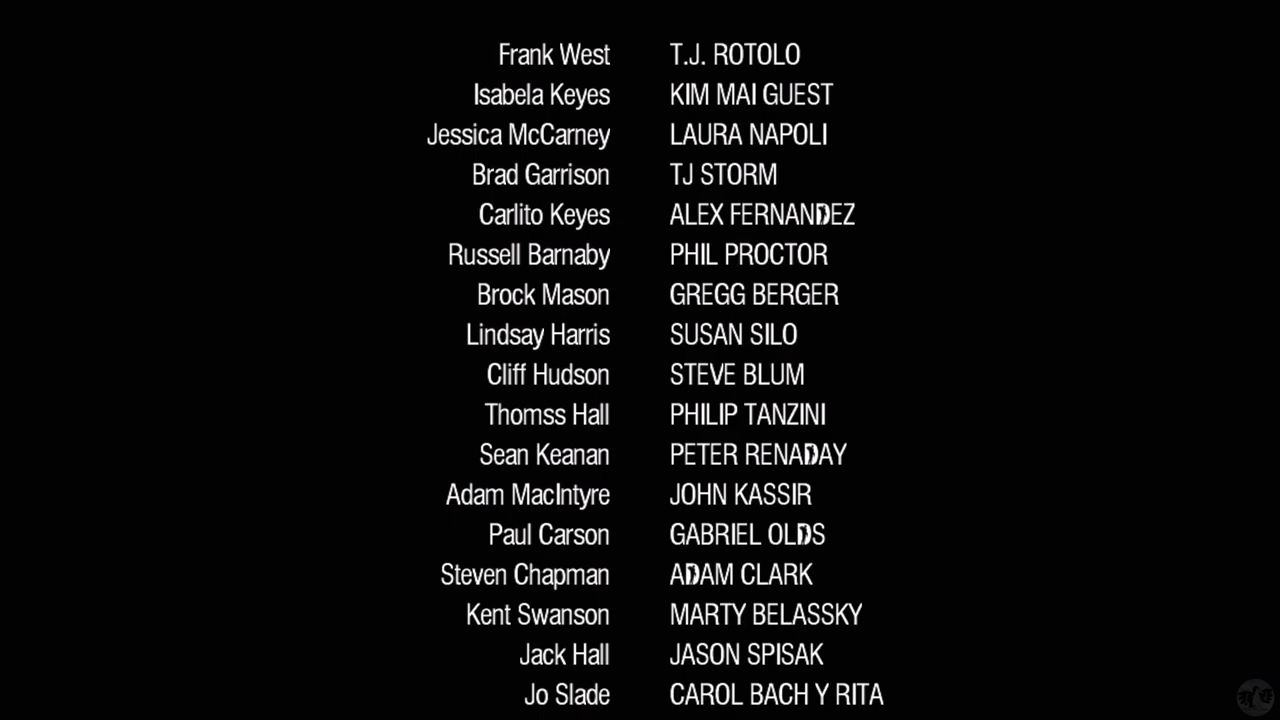 Frank West T.J. ROTOLO
Isabela Keyes KIM MAI GUEST
Jessica McCarney LAURA NAPOLI
Brad Garrison TJ STORM
Carlito Keyes ALEX FERNANDEZ
Russell Barnaby PHIL PROCTOR
Brock Mason GREGG BERGER
Lindsay Harris SUSAN SILO
Cliff Hudson STEVE BLUM
Thomss Hall PHILIP TANZINI
Sean Keanan PETER RENADAY
Adam MacIntyre JOHN KASSIR
Paul Carson GABRIEL OLDS
Steven Chapman ADAM CLARK
Kent Swanson MARTY BELASSKY
Jack Hall JASON SPISAK
Jo Slade CAROL BACH Y RITA